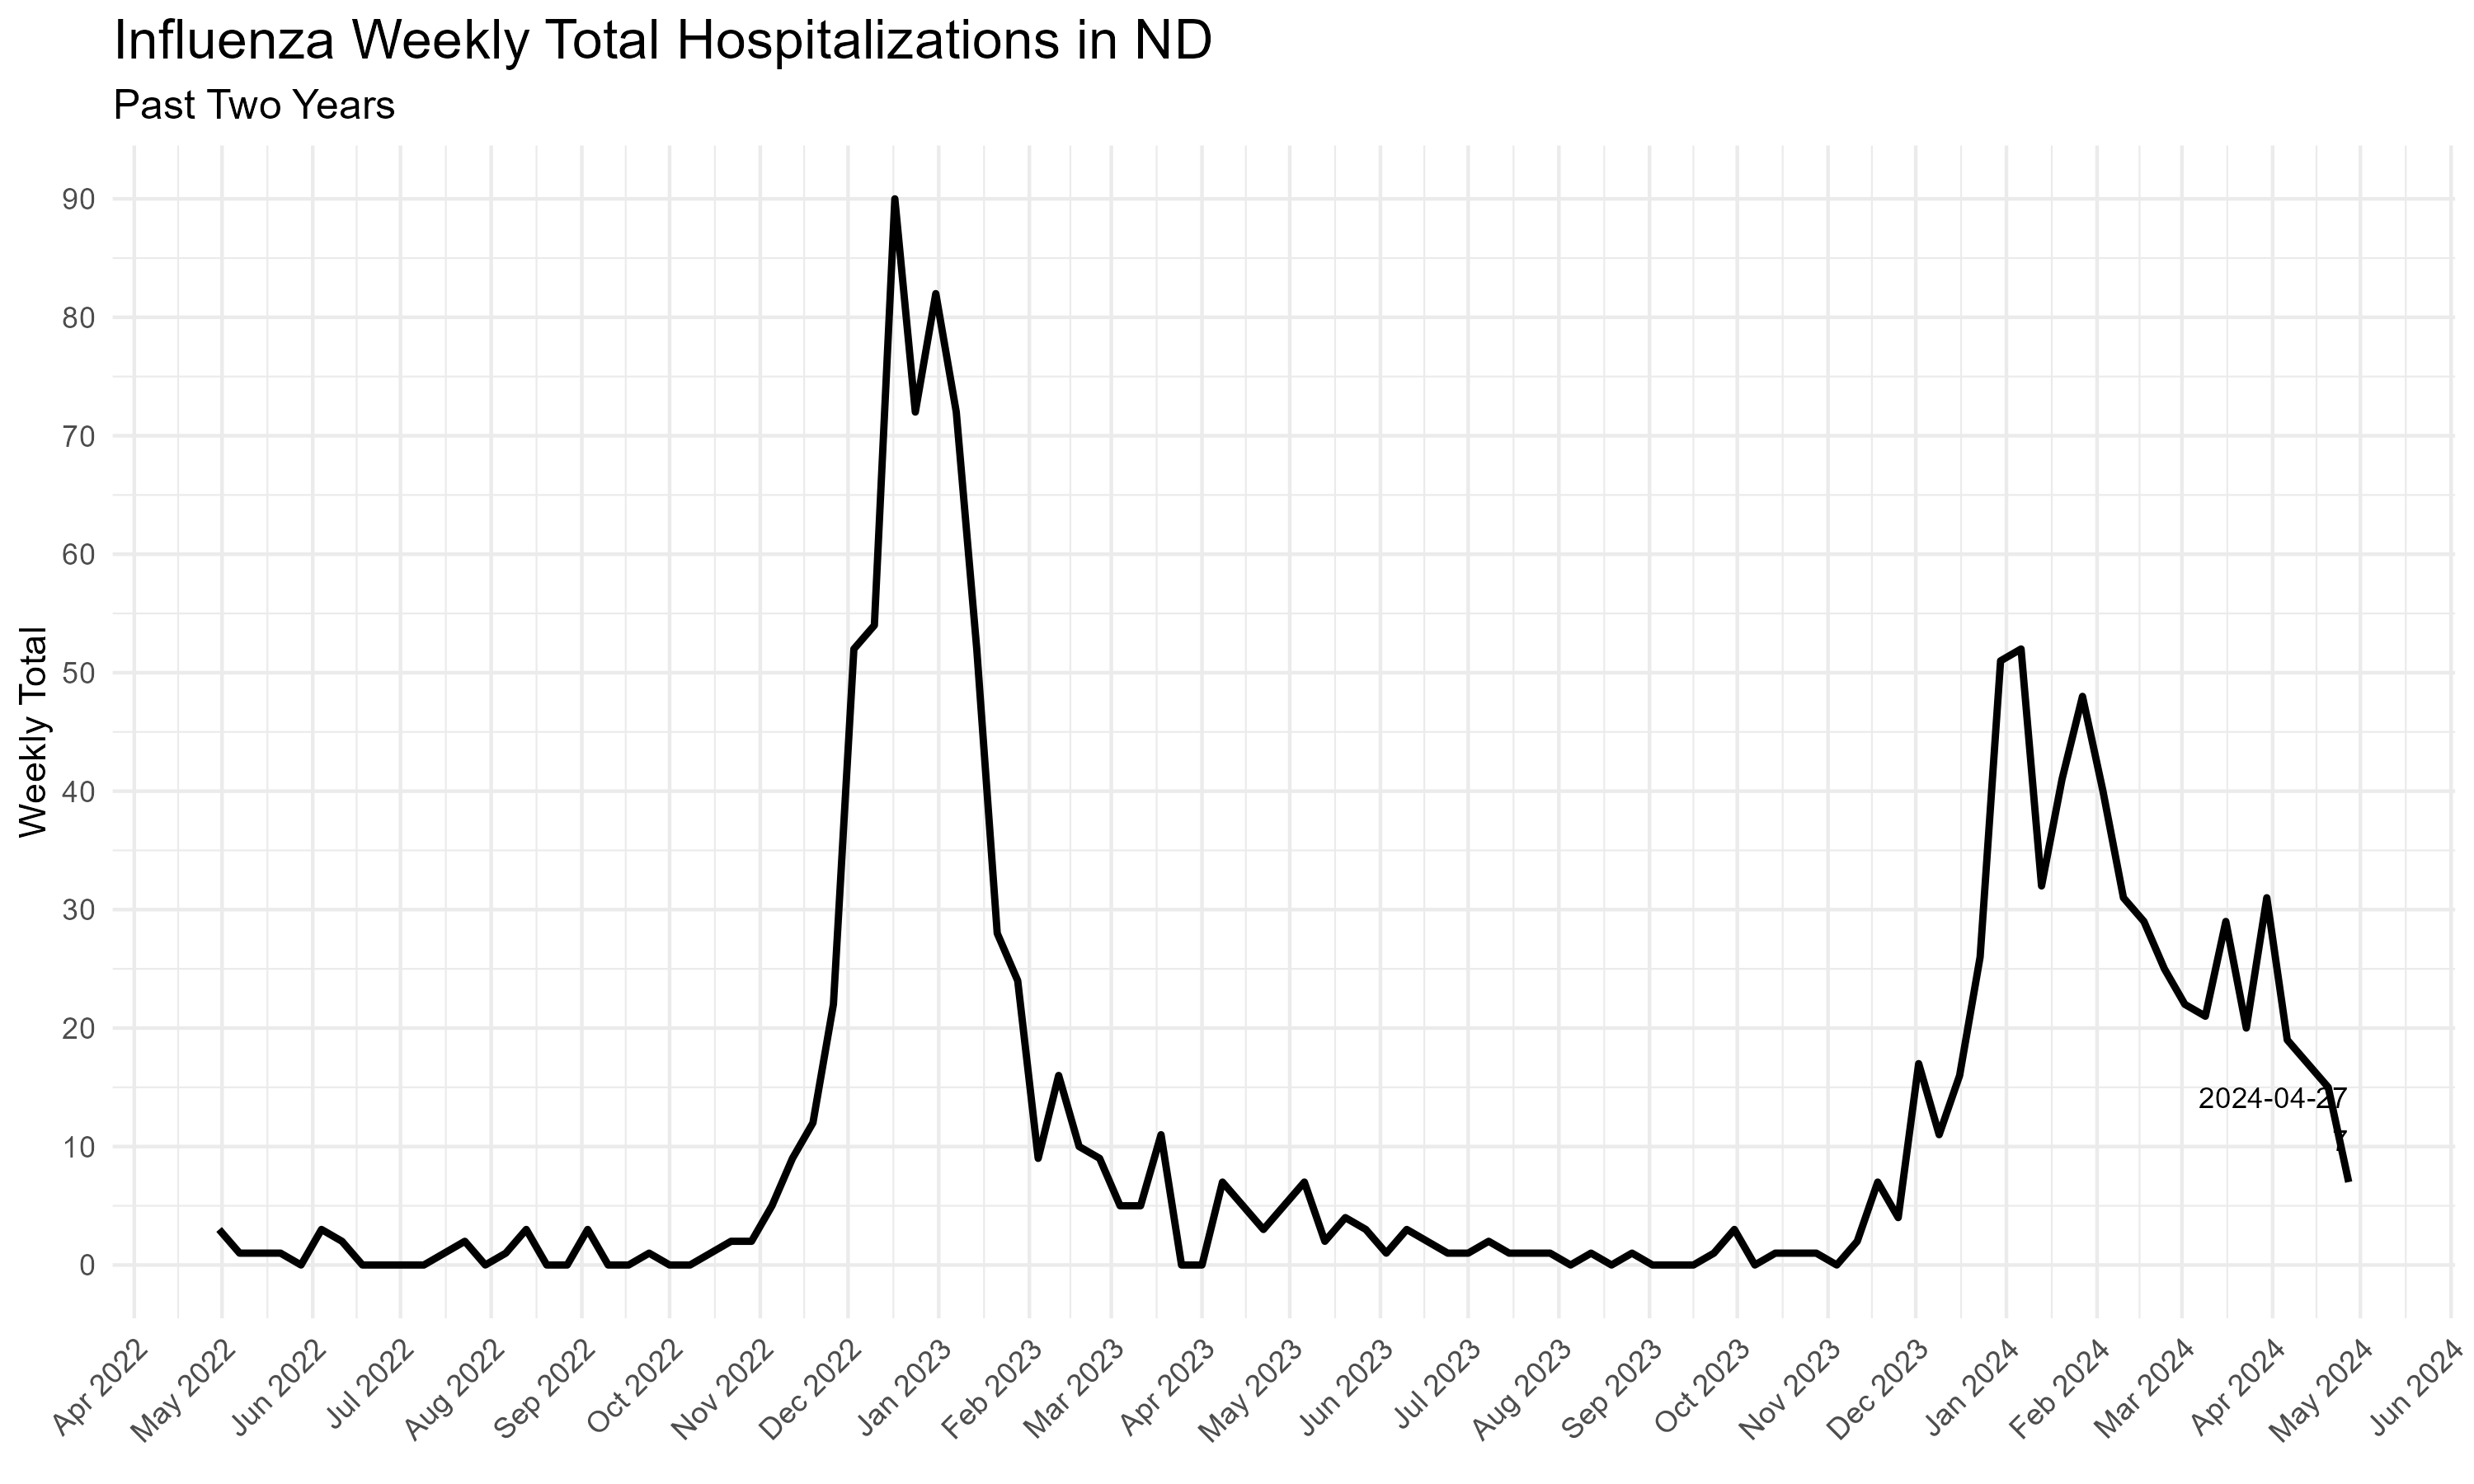 Influenza Weekly Total Hospitalizations in ND
Past Two Years
Weekly Total
90
80
70
60
50
40
30
20
10
0
2024-04-27
7
Apr 2022
May 2022
Jun 2022
Jul 2022
Aug 2022
Sep 2022
Oct 2022
Nov 2022
Dec 2022
Jan 2023
Feb 2023
Mar 2023
Apr 2023
May 2023
Jun 2023
Jul 2023
Aug 2023
Sep 2023
Oct 2023
Nov 2023
Dec 2023
Jan 2024
Feb 2024
Mar 2024
Apr 2024
May 2024
Jun 2024